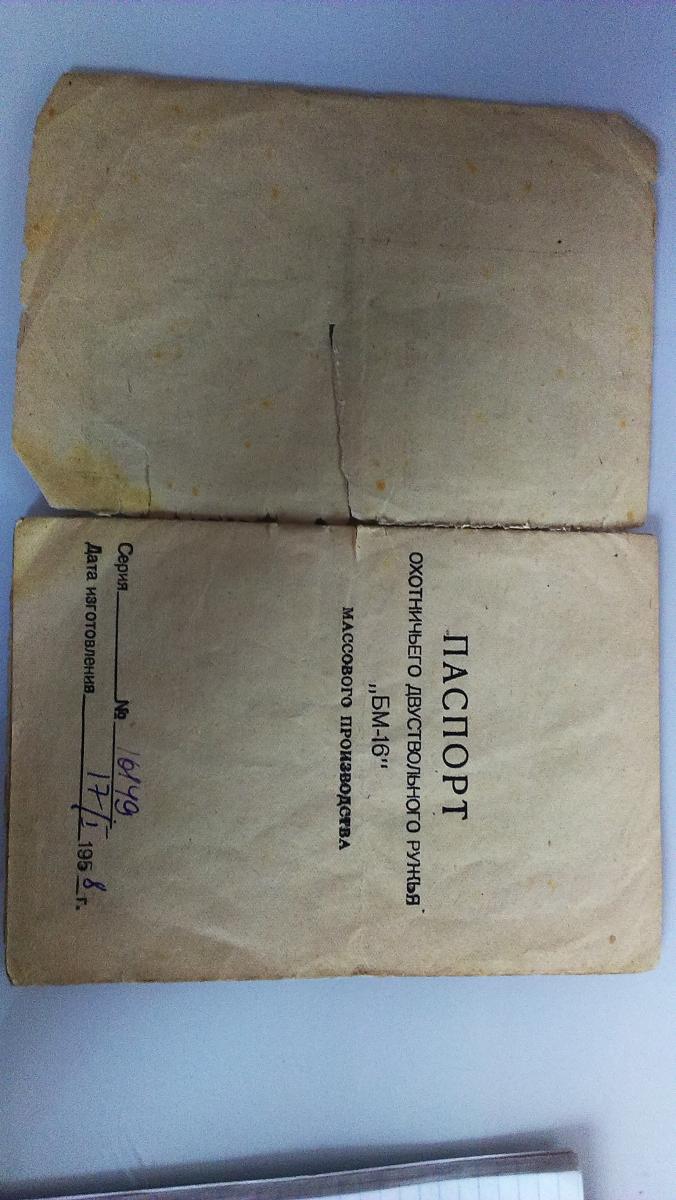 ПАСПОРТ
ОХОТНИЧЬЕГО ДВУСТВОЛЬНОГО РУЖЬЯ
„БМ-16"
МАССОВОГО ПРОИЗВОДСТВА
Серия № 16149
Дата изготовления 17/I 1958 г.